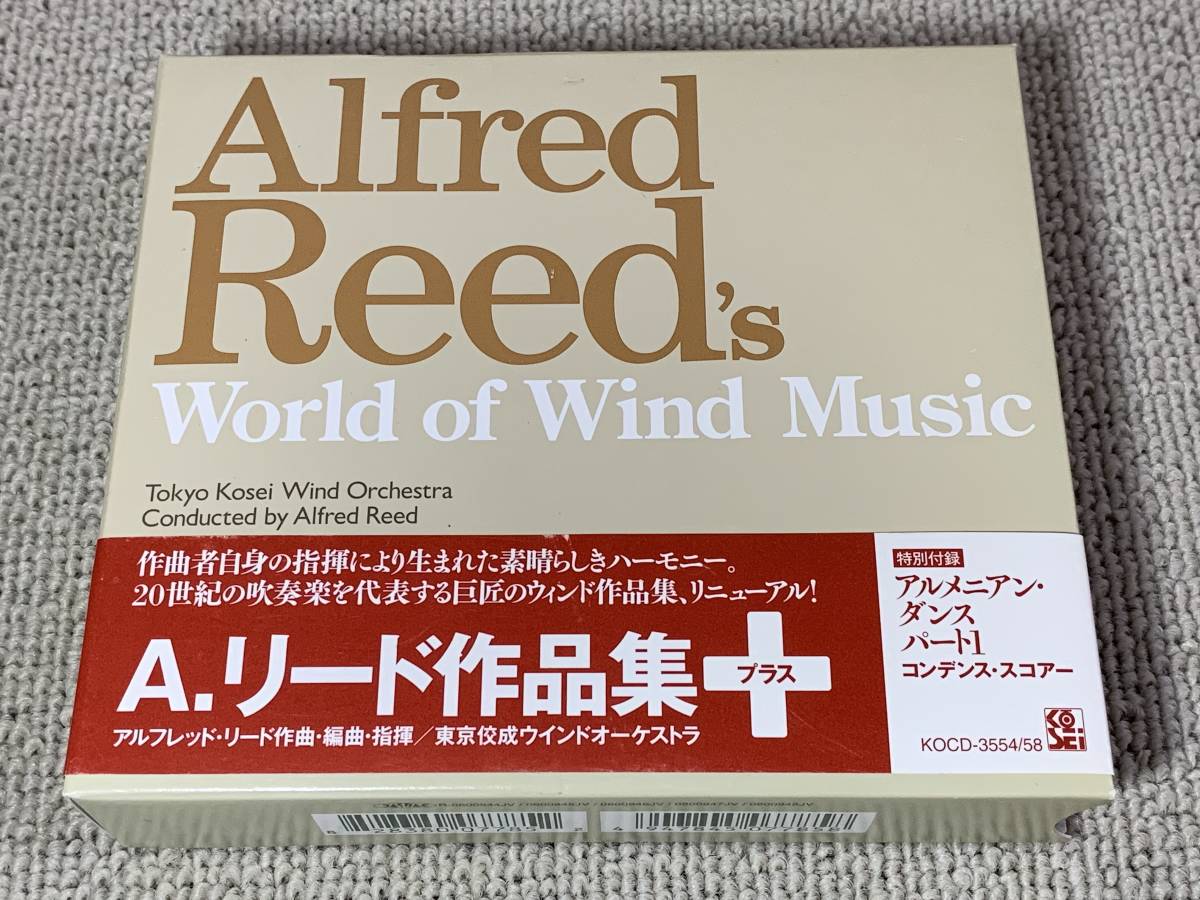 Alfred
Reed's
World of Wind Music
Tokyo Kosei Wind Orchestra
Conducted by Alfred Reed
作曲者自身の指揮により生まれた素晴らしきハーモニー。
20世紀の吹奏楽を代表する巨匠のウィンド作品集、リニューアル!
A.リード作品集
プラス
アルフレッド・リード作曲・編曲・指揮/東京佼成ウインドオーケストラ
特別付録
アルメニアン・
ダンス
パート1
コンデンス・スコアー
KOCD-3554/58
KOSEi